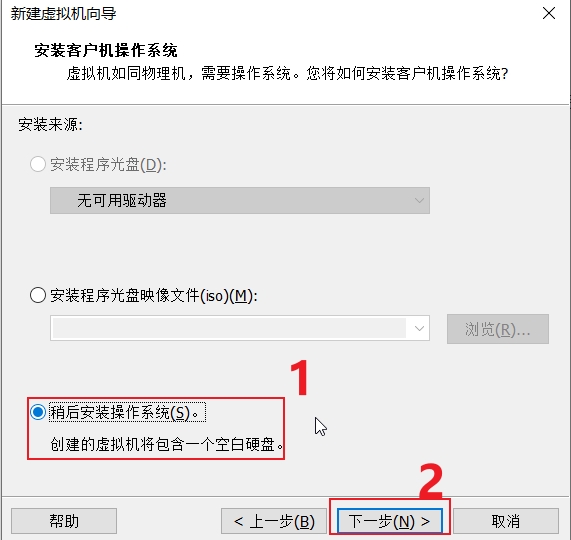 新建虚拟机向导
安装客户机操作系统
虚拟机如同物理机，需要操作系统。您将如何安装客户机操作系统?
安装来源:
安装程序光盘(D):
无可用驱动器
安装程序光盘映像文件(iso)(M):
浏览(R)...
1
稍后安装操作系统(S)。
创建的虚拟机将包含一个空白硬盘。
2
帮助
< 上一步(B)
下一步(N) >
取消